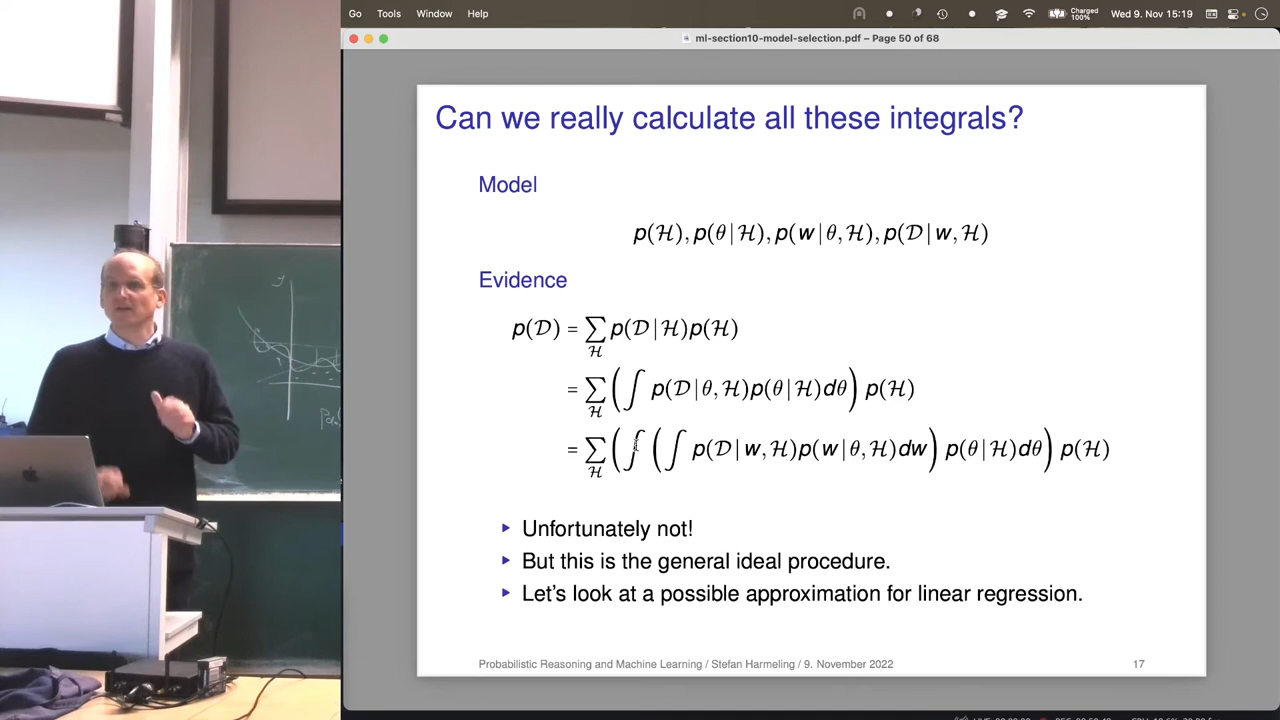 Go Tools Window Help Charged 100% Wed 9. Nov 15:19
ml-section10-model-selection.pdf – Page 50 of 68
Can we really calculate all these integrals?
Model
p(ℋ), p(θ | ℋ), p(w | θ, ℋ), p(𝒟 | w, ℋ)
Evidence
p(𝒟) = ∑_ℋ p(𝒟 | ℋ)p(ℋ)
= ∑_ℋ ( ∫ p(𝒟 | θ, ℋ)p(θ | ℋ)dθ ) p(ℋ)
= ∑_ℋ ( ∫ ( ∫ p(𝒟 | w, ℋ)p(w | θ, ℋ)dw ) p(θ | ℋ)dθ ) p(ℋ)
▸ Unfortunately not!
▸ But this is the general ideal procedure.
▸ Let's look at a possible approximation for linear regression.
Probabilistic Reasoning and Machine Learning / Stefan Harmeling / 9. November 2022 17